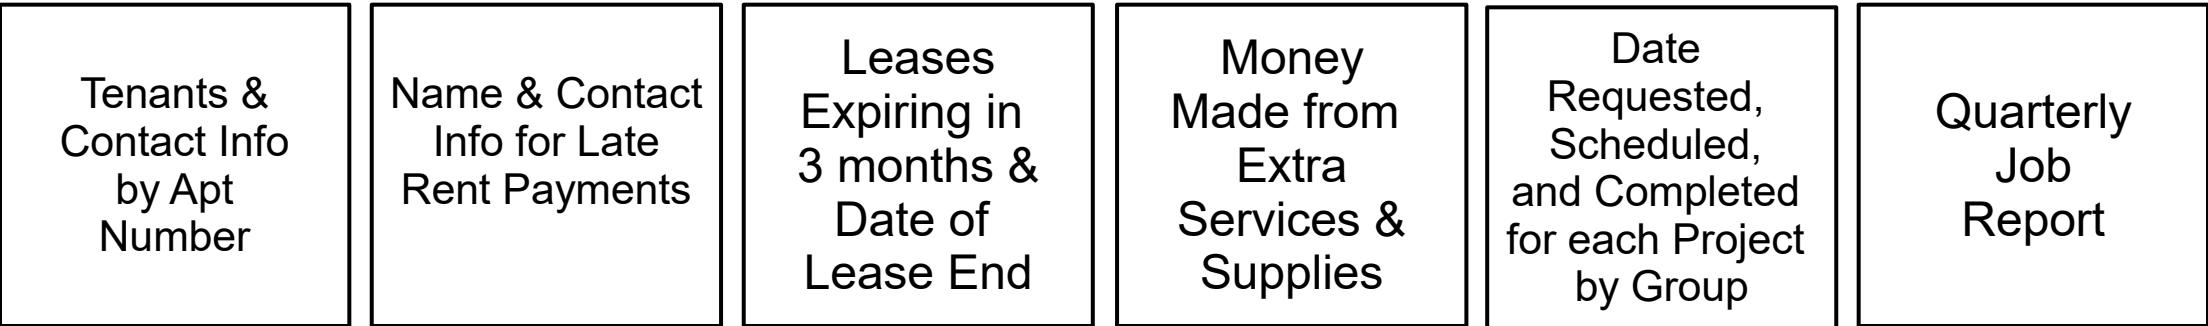 Tenants &
Contact Info
by Apt
Number
Name & Contact
Info for Late
Rent Payments
Leases
Expiring in
3 months &
Date of
Lease End
Money
Made from
Extra
Services &
Supplies
Date
Requested,
Scheduled,
and Completed
for each Project
by Group
Quarterly
Job
Report